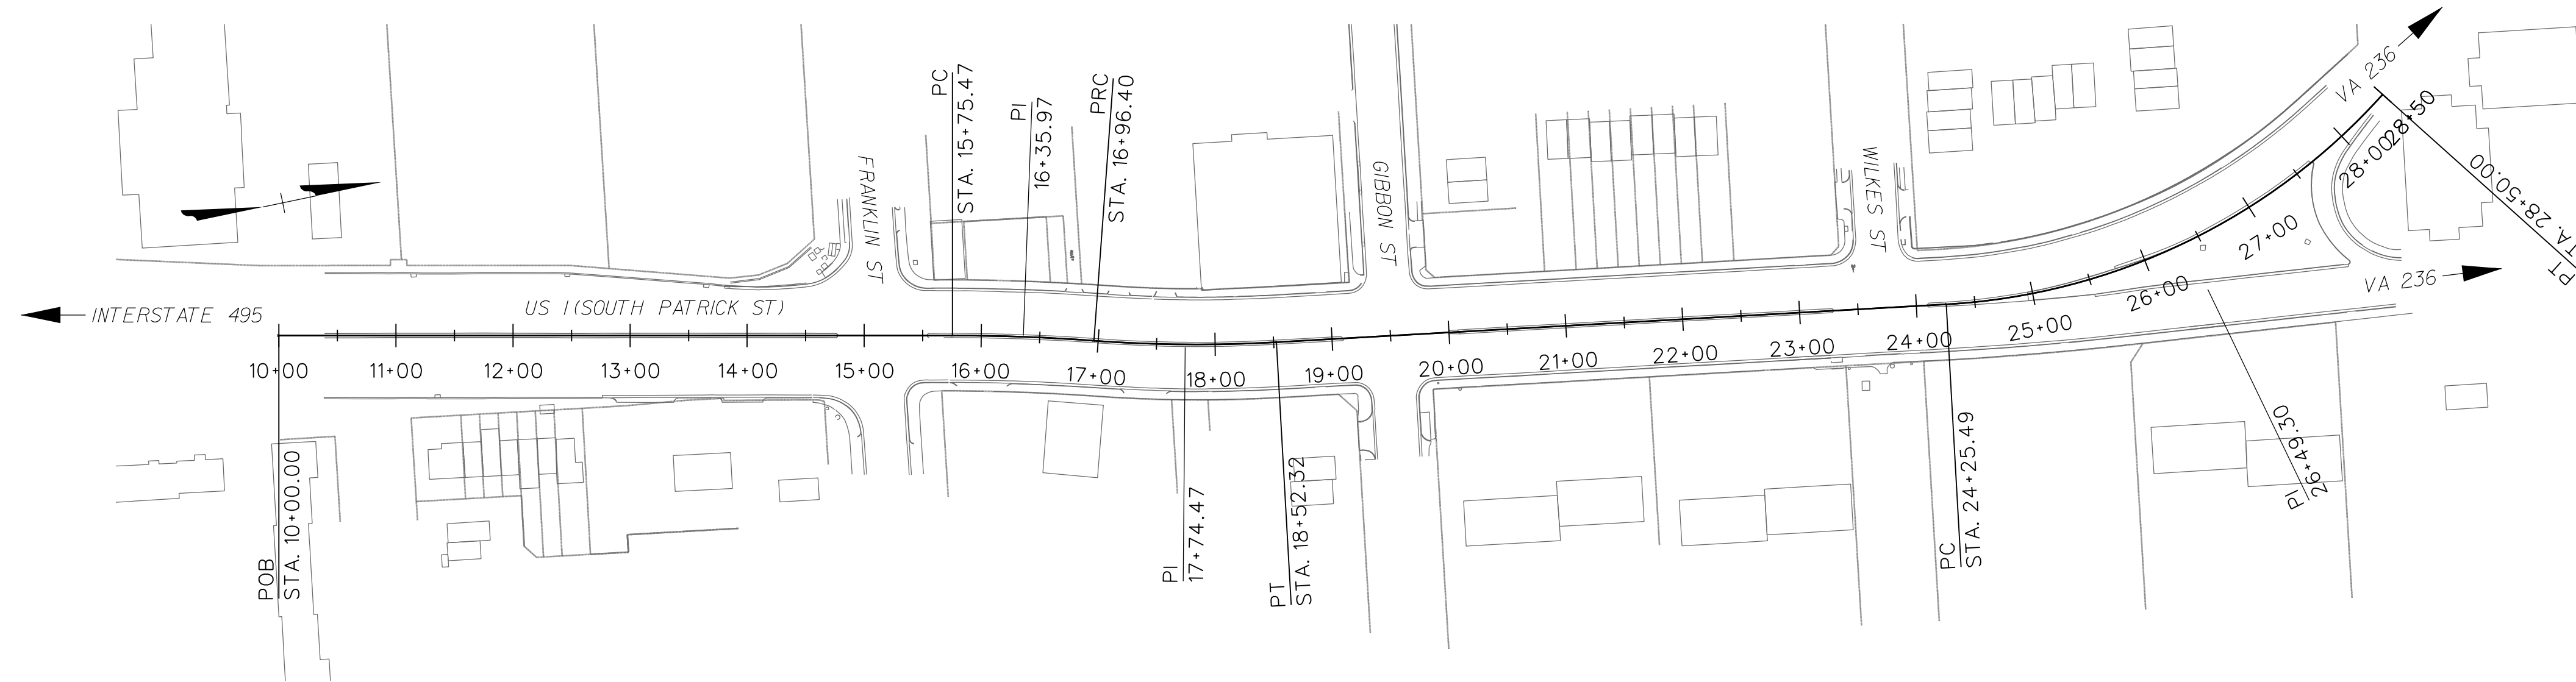 PC
STA. 15+75.47
PI
16+35.97
PRC
STA. 16+96.40
FRANKLIN ST
GIBBON ST
WILKES ST
VA 236
28+50
28+00
27+00
26+00
25+00
PT
STA. 28+50.00
VA 236
INTERSTATE 495
US 1(SOUTH PATRICK ST)
10+00
11+00
12+00
13+00
14+00
15+00
16+00
17+00
18+00
19+00
20+00
21+00
22+00
23+00
24+00
POB
STA. 10+00.00
PI
17+74.47
PT
STA. 18+52.32
PC
STA. 24+25.49
PI
26+49.30